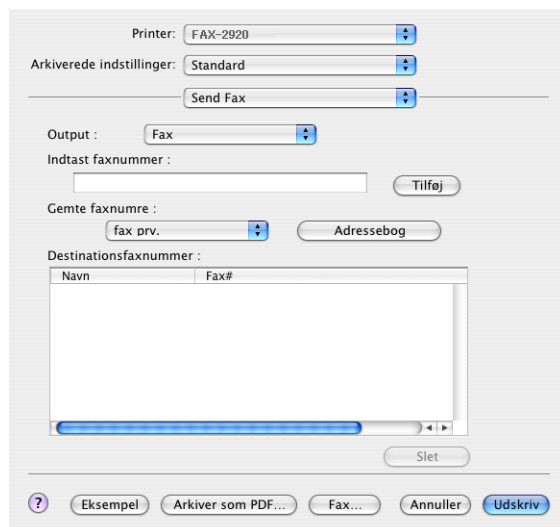 Printer: FAX-2920
Arkiverede indstillinger: Standard
Send Fax
Output : Fax
Indtast faxnummer :
Tilføj
Gemte faxnumre :
fax prv. Adressebog
Destinationsfaxnummer :
Navn Fax#
Slet
? Eksempel Arkiver som PDF... Fax... Annuller Udskriv